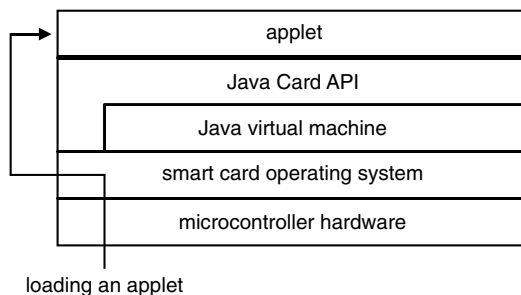 applet
Java Card API
Java virtual machine
smart card operating system
microcontroller hardware
loading an applet